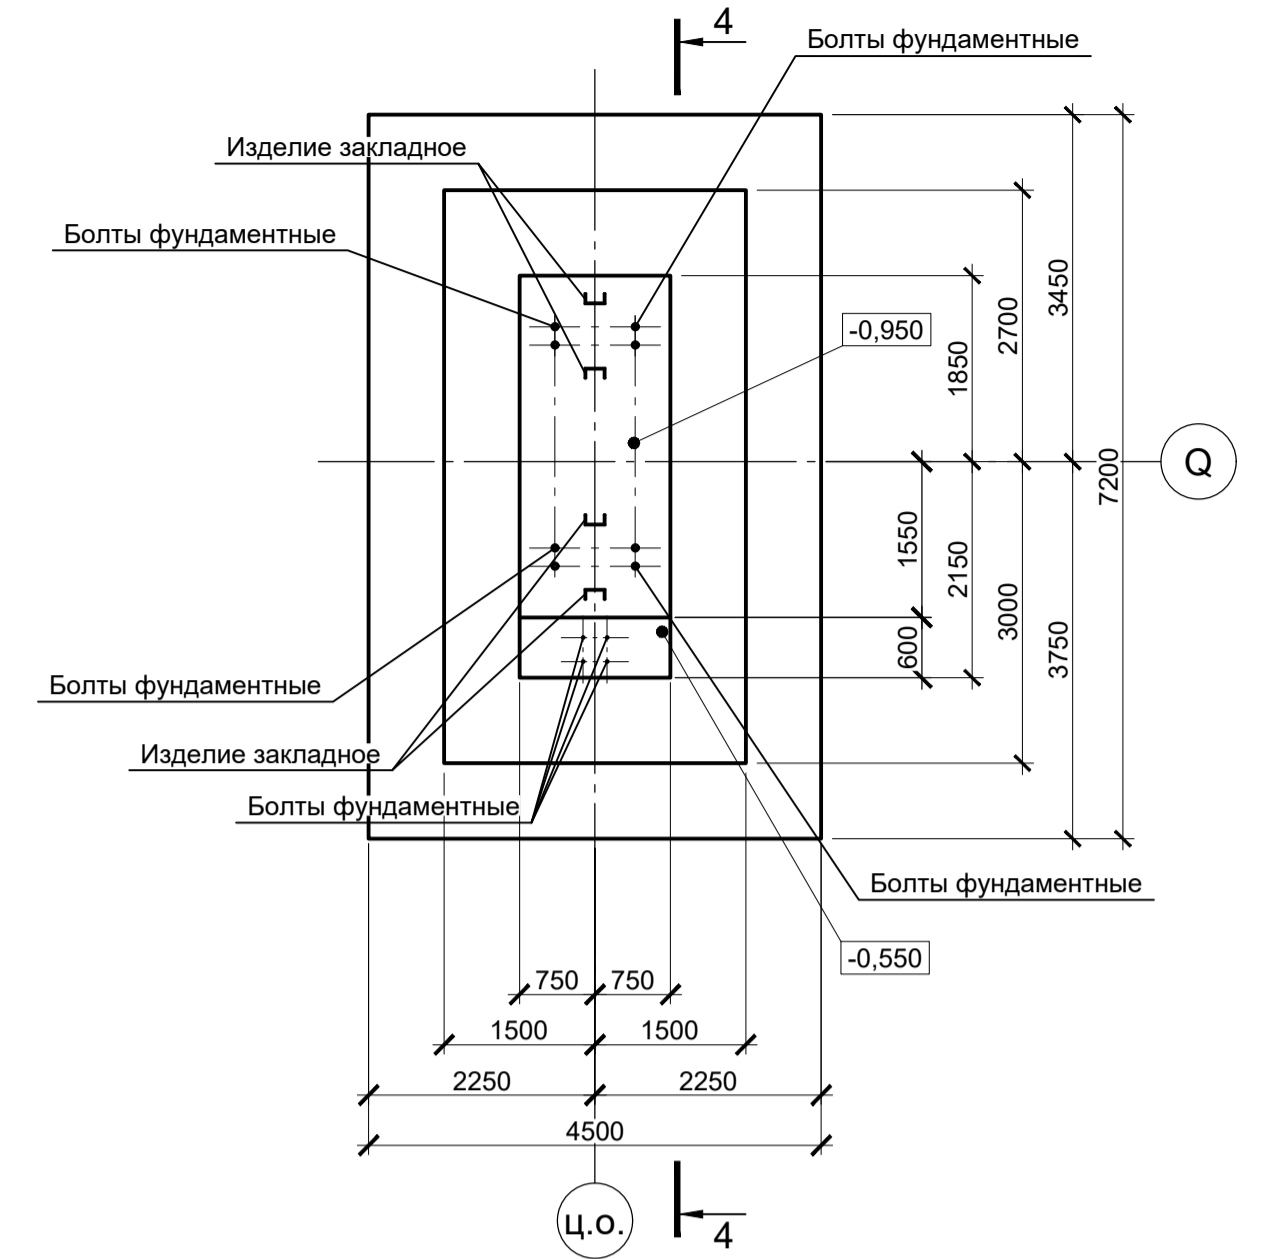 4
Болты фундаментные
Изделие закладное
Болты фундаментные
-0,950
3450
2700
1850
Q
7200
1550
2150
3000
3750
600
Болты фундаментные
Изделие закладное
Болты фундаментные
Болты фундаментные
-0,550
750
750
1500
1500
2250
2250
4500
ц.о.
4